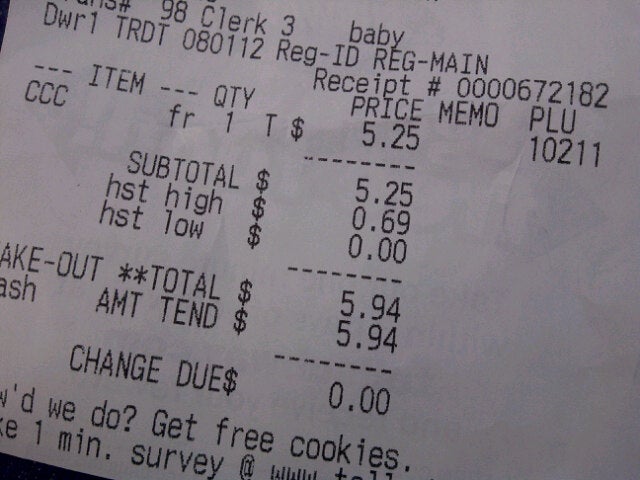 98 Clerk 3 baby
Dwr1 TRDT 080112 Reg-ID REG-MAIN
Receipt # 0000672182
--- ITEM --- QTY PRICE MEMO PLU
CCC fr 1 T $ 5.25 10211
--------
SUBTOTAL $ 5.25
hst high $ 0.69
hst low $ 0.00
--------
AKE-OUT **TOTAL $ 5.94
ash AMT TEND $ 5.94
--------
CHANGE DUE$ 0.00
w'd we do? Get free cookies.
ke 1 min. survey @ www.tell